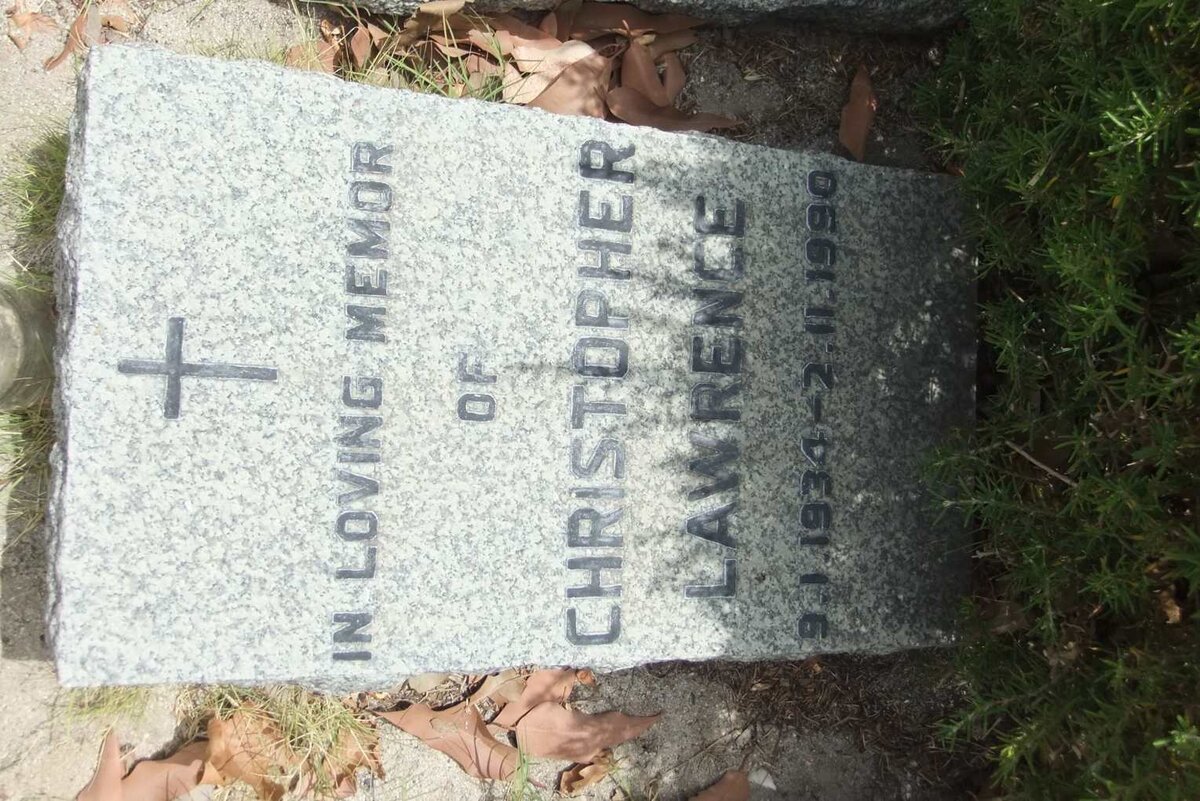 IN LOVING MEMOR
OF
CHRISTOPHER
LAWRENCE
9.1.1934-2.11.1990